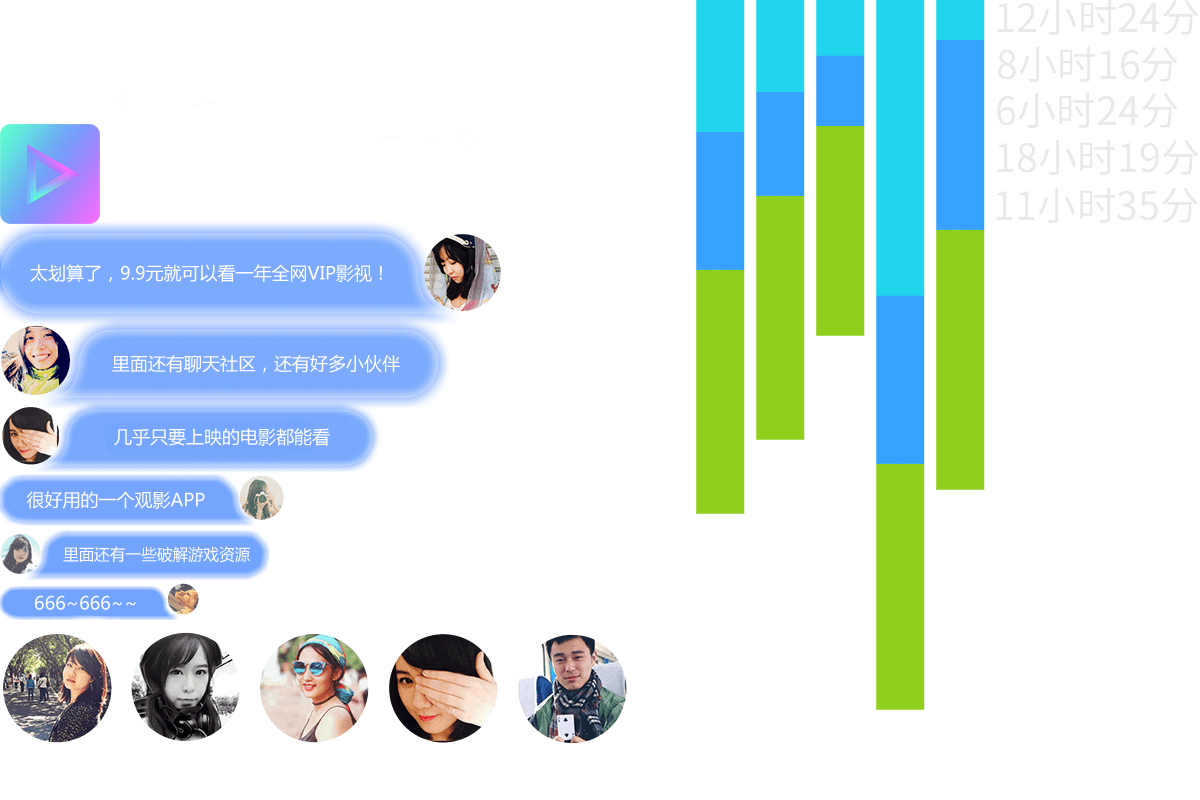 12小时24分
8小时16分
6小时24分
18小时19分
11小时35分
太划算了，9.9元就可以看一年全网VIP影视！
里面还有聊天社区，还有好多小伙伴
几乎只要上映的电影都能看
很好用的一个观影APP
里面还有一些破解游戏资源
666~666~~